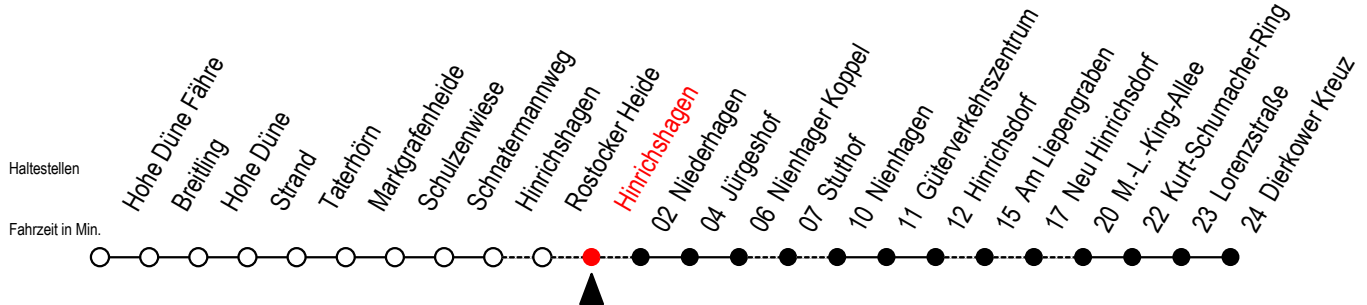 Haltestellen
Fahrzeit in Min.
Hohe Düne Fähre
Breitling
Hohe Düne
Strand
Taterhörn
Markgrafenheide
Schulzenwiese
Schnatermannweg
Hinrichshagen
Rostocker Heide
Hinrichshagen
02 Niederhagen
04 Jürgeshof
06 Nienhager Koppel
07 Stuthof
10 Nienhagen
11 Güterverkehrszentrum
12 Hinrichsdorf
15 Am Liepengraben
17 Neu Hinrichsdorf
20 M.-L.-King-Allee
22 Kurt-Schumacher-Ring
23 Lorenzstraße
24 Dierkower Kreuz